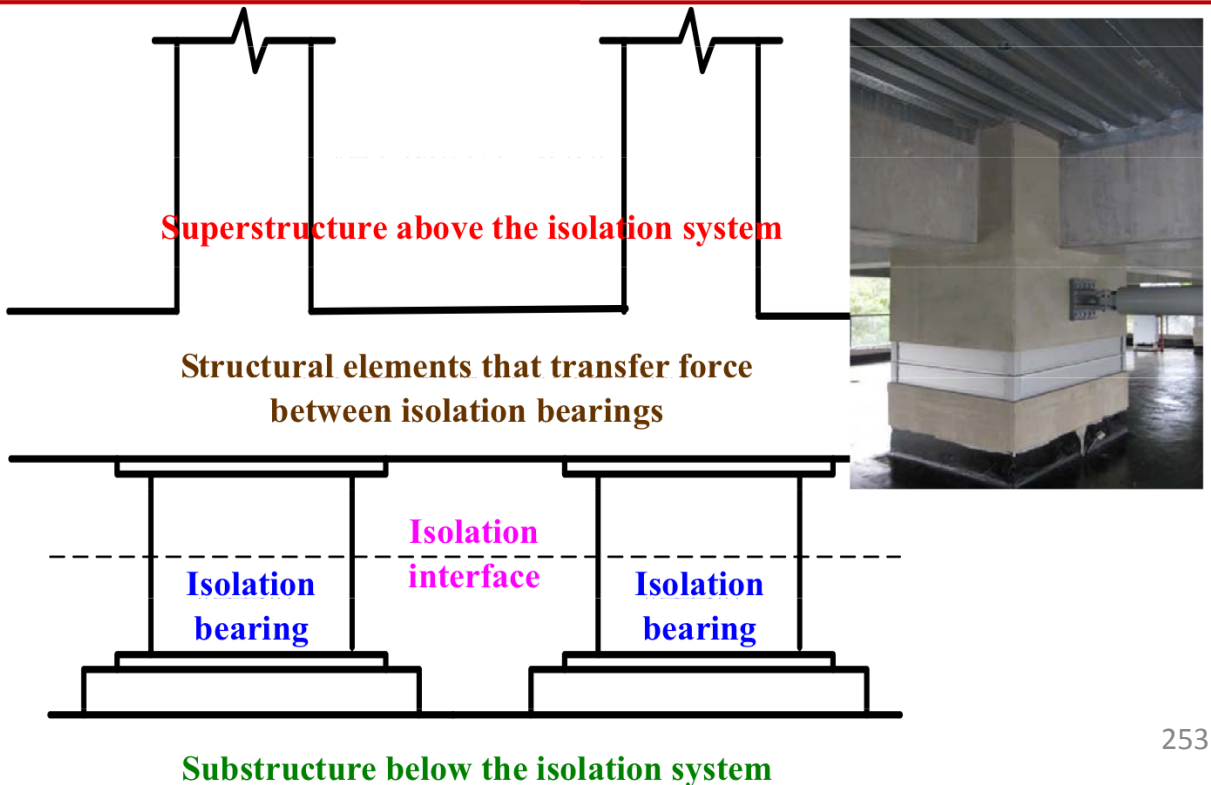 Superstructure above the isolation system
Structural elements that transfer force
between isolation bearings
Isolation
interface
Isolation
bearing
Isolation
bearing
Substructure below the isolation system
253